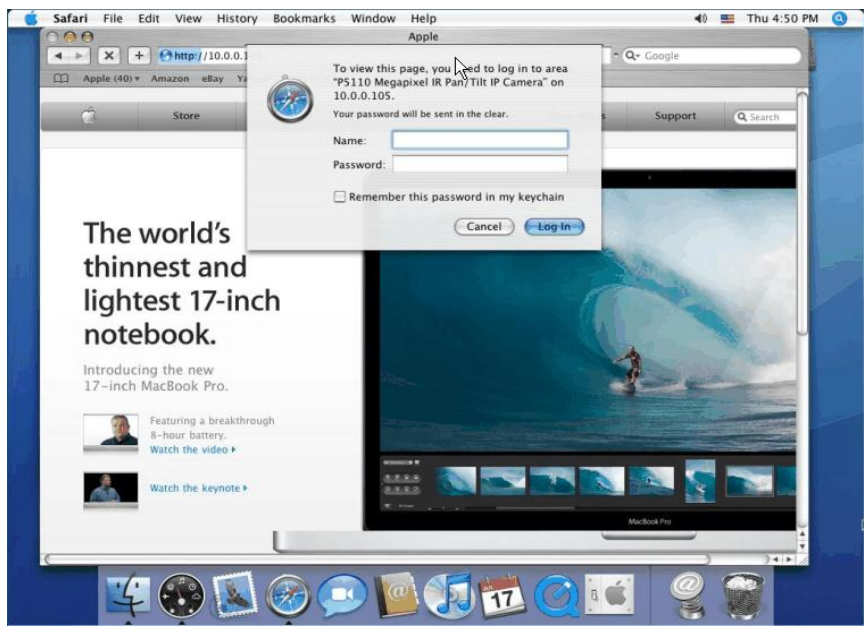 Safari File Edit View History Bookmarks Window Help Thu 4:50 PM
Apple
http://10.0.0.1
Google
Apple (40) Amazon eBay Ya
To view this page, you need to log in to area
"P5110 Megapixel IR Pan/Tilt IP Camera" on
10.0.0.105.
Your password will be sent in the clear.
Store
Support
Search
Name:
Password:
Remember this password in my keychain
Cancel Log In
The world's
thinnest and
lightest 17-inch
notebook.
Introducing the new
17-inch MacBook Pro.
Featuring a breakthrough
8-hour battery.
Watch the video
Watch the keynote
MacBook Pro
JUL
17